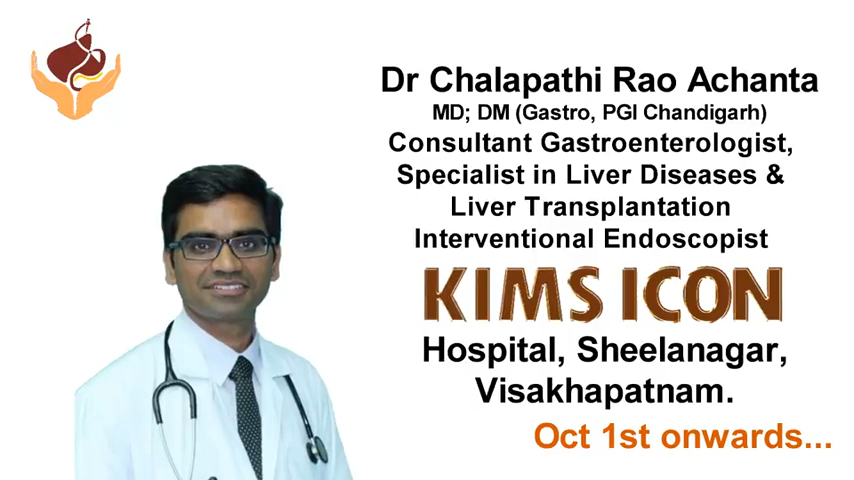 Dr Chalapathi Rao Achanta
MD; DM (Gastro, PGI Chandigarh)
Consultant Gastroenterologist,
Specialist in Liver Diseases &
Liver Transplantation
Interventional Endoscopist
KIMS ICON
Hospital, Sheelanagar,
Visakhapatnam.
Oct 1st onwards...